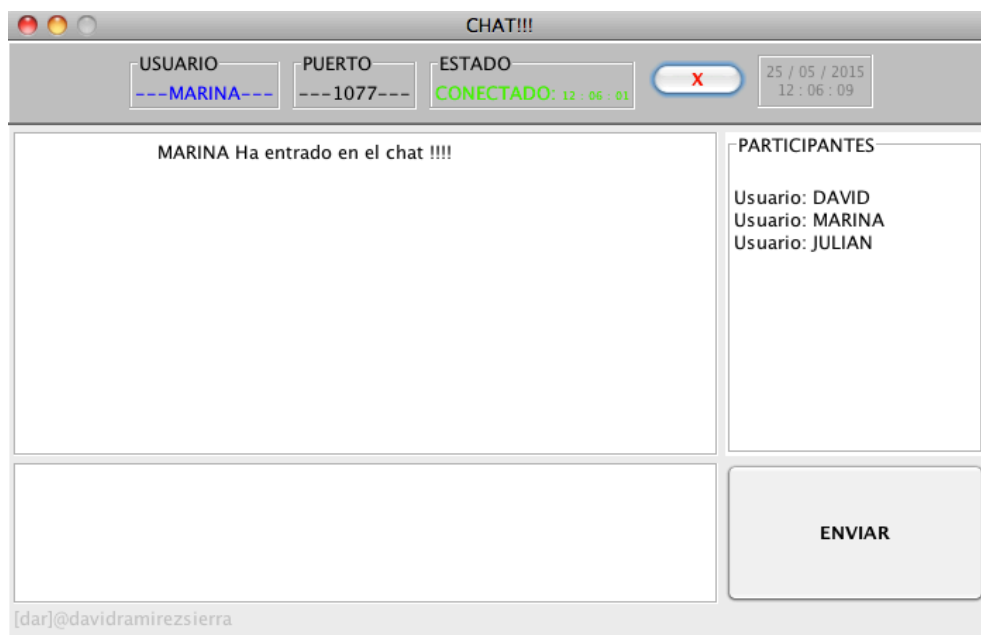 CHAT!!!
USUARIO
---MARINA---
PUERTO
---1077---
ESTADO
CONECTADO: 12 : 06 : 01
X
25 / 05 / 2015
12 : 06 : 09
MARINA Ha entrado en el chat !!!!
PARTICIPANTES
Usuario: DAVID
Usuario: MARINA
Usuario: JULIAN
ENVIAR
[dar]@davidramirezsierra